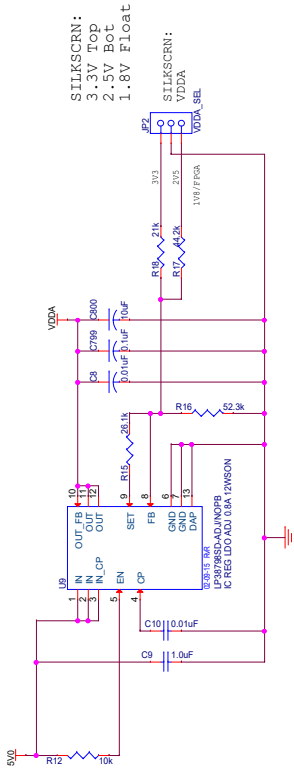 SILKSCRN:
3.3V Top
2.5V Bot
1.8V Float
SILKSCRN:
VDDA
JP2
VDDA_SEL
3V3
2V5
1V8/FPGA
R18
21k
R17
44.2k
VDDA
C800
10uF
C799
0.1uF
C8
0.01uF
R15
26.1k
R16
52.3k
U9
1
IN
2
IN
3
IN_CP
5
EN
4
CP
10
OUT_FB
11
OUT
12
OUT
9
SET
8
FB
6
GND
7
GND
13
DAP
02-09-15 RvR
LP38798SD-ADJ/NOPB
IC REG LDO ADJ 0.8A 12WSON
C10
0.01uF
C9
1.0uF
5V0
R12
10k